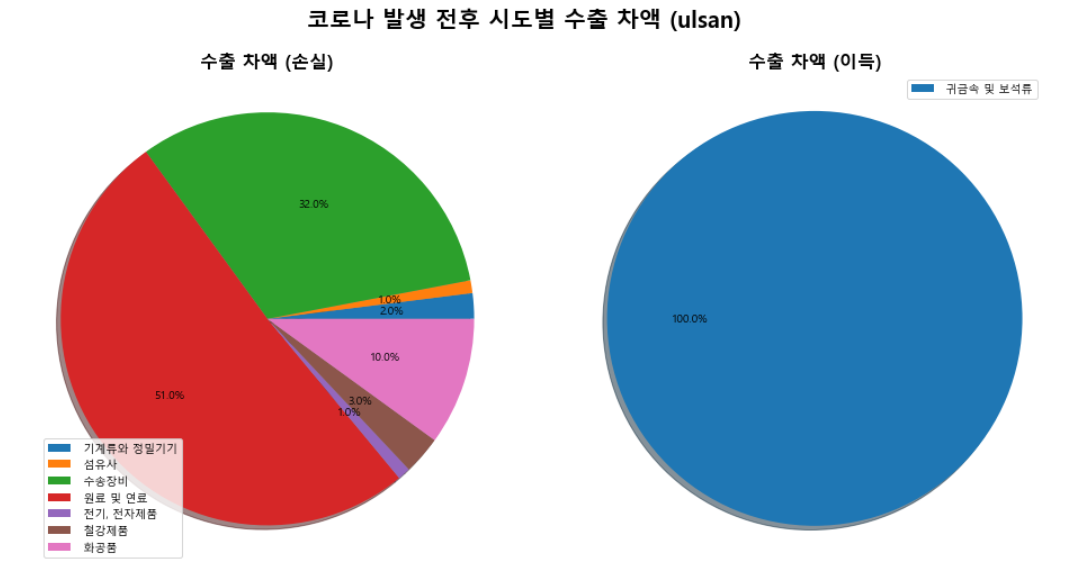 코로나 발생 전후 시도별 수출 차액 (ulsan)
수출 차액 (손실)
32.0%
1.0%
2.0%
10.0%
51.0%
3.0%
1.0%
기계류와 정밀기기
섬유사
수송장비
원료 및 연료
전기, 전자제품
철강제품
화공품
수출 차액 (이득)
귀금속 및 보석류
100.0%